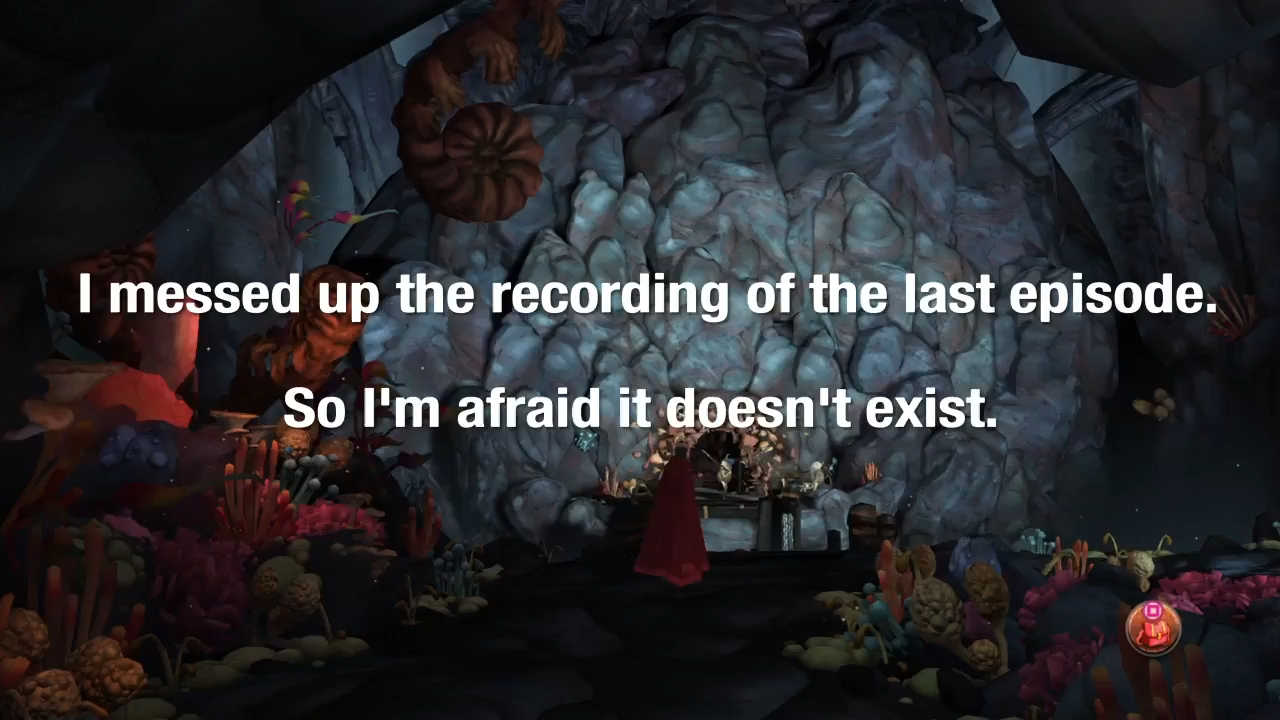 I messed up the recording of the last episode.
So I'm afraid it doesn't exist.